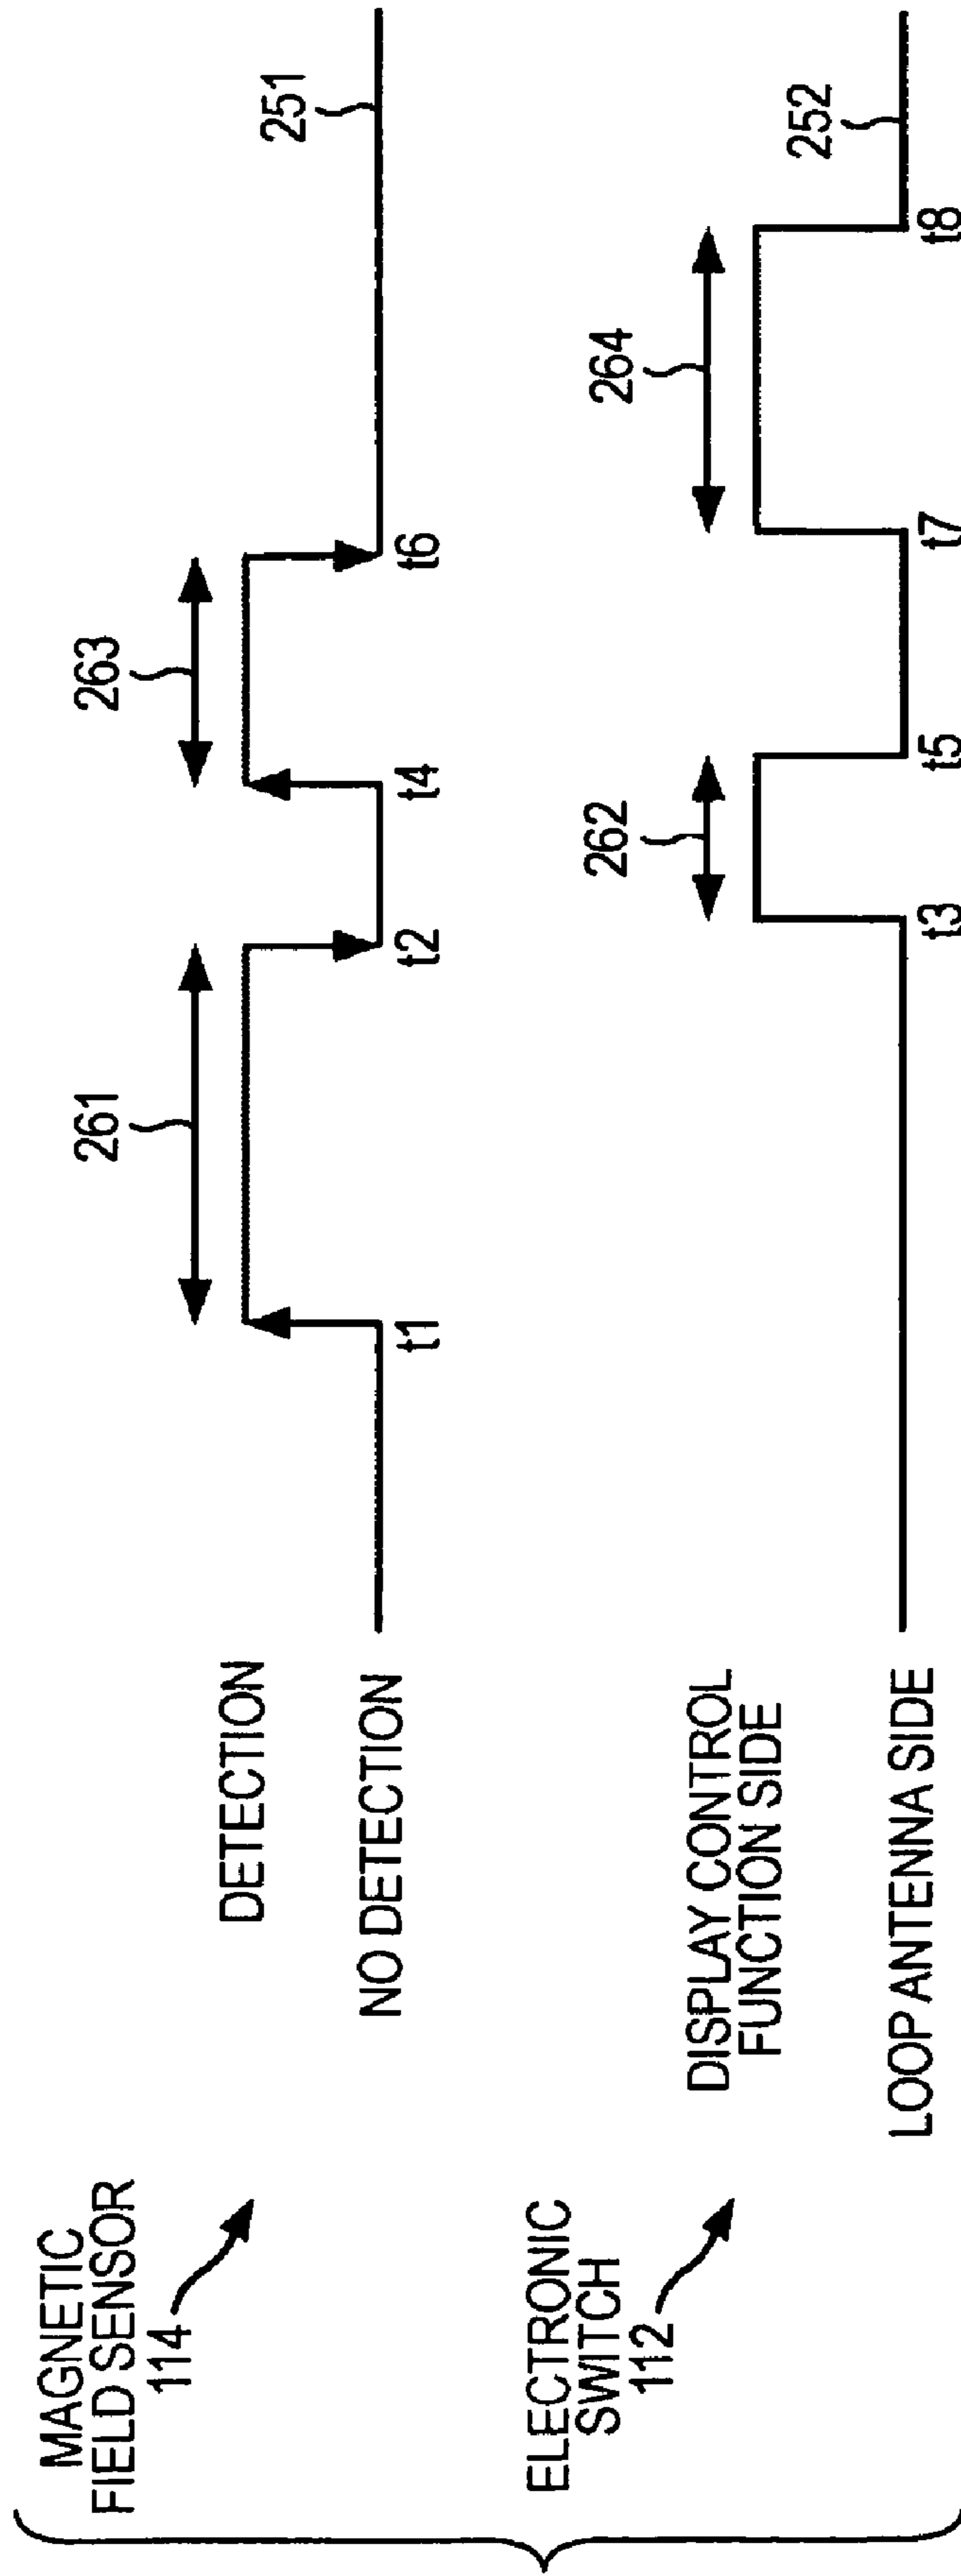 MAGNETIC
FIELD SENSOR
114
DETECTION
NO DETECTION
261
263
251
t1
t2
t4
t6
ELECTRONIC
SWITCH
112
DISPLAY CONTROL
FUNCTION SIDE
LOOP ANTENNA SIDE
262
264
252
t3
t5
t7
t8